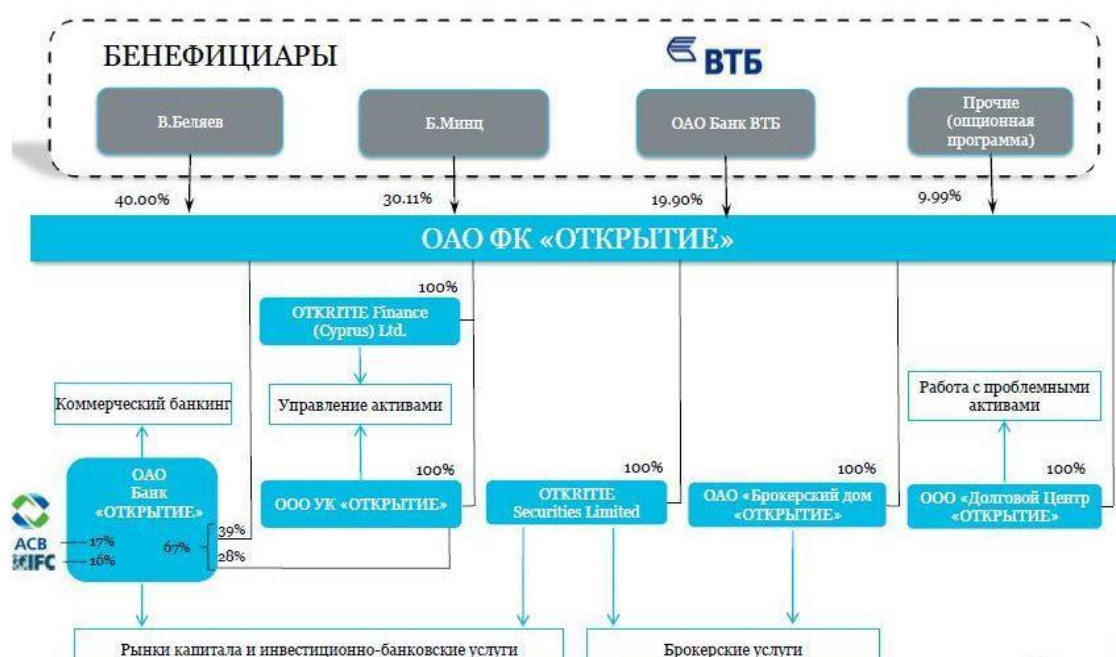 БЕНЕФИЦИАРЫ
ВТБ
В.Беляев
Б.Минц
ОАО Банк ВТБ
Прочие
(опционная
программа)
40.00%
30.11%
19.90%
9.99%
ОАО ФК «ОТКРЫТИЕ»
100%
OTKRITIE Finance
(Cyprus) Ltd.
Коммерческий банкинг
Управление активами
Работа с проблемными
активами
ОАО
Банк
«ОТКРЫТИЕ»
100%
ООО УК «ОТКРЫТИЕ»
100%
OTKRITIE
Securities Limited
100%
ОАО «Брокерский дом
«ОТКРЫТИЕ»
100%
ООО «Долговой Центр
«ОТКРЫТИЕ»
АСВ
17%
IFC
16%
67%
39%
28%
Рынки капитала и инвестиционно-банковские услуги
Брокерские услуги